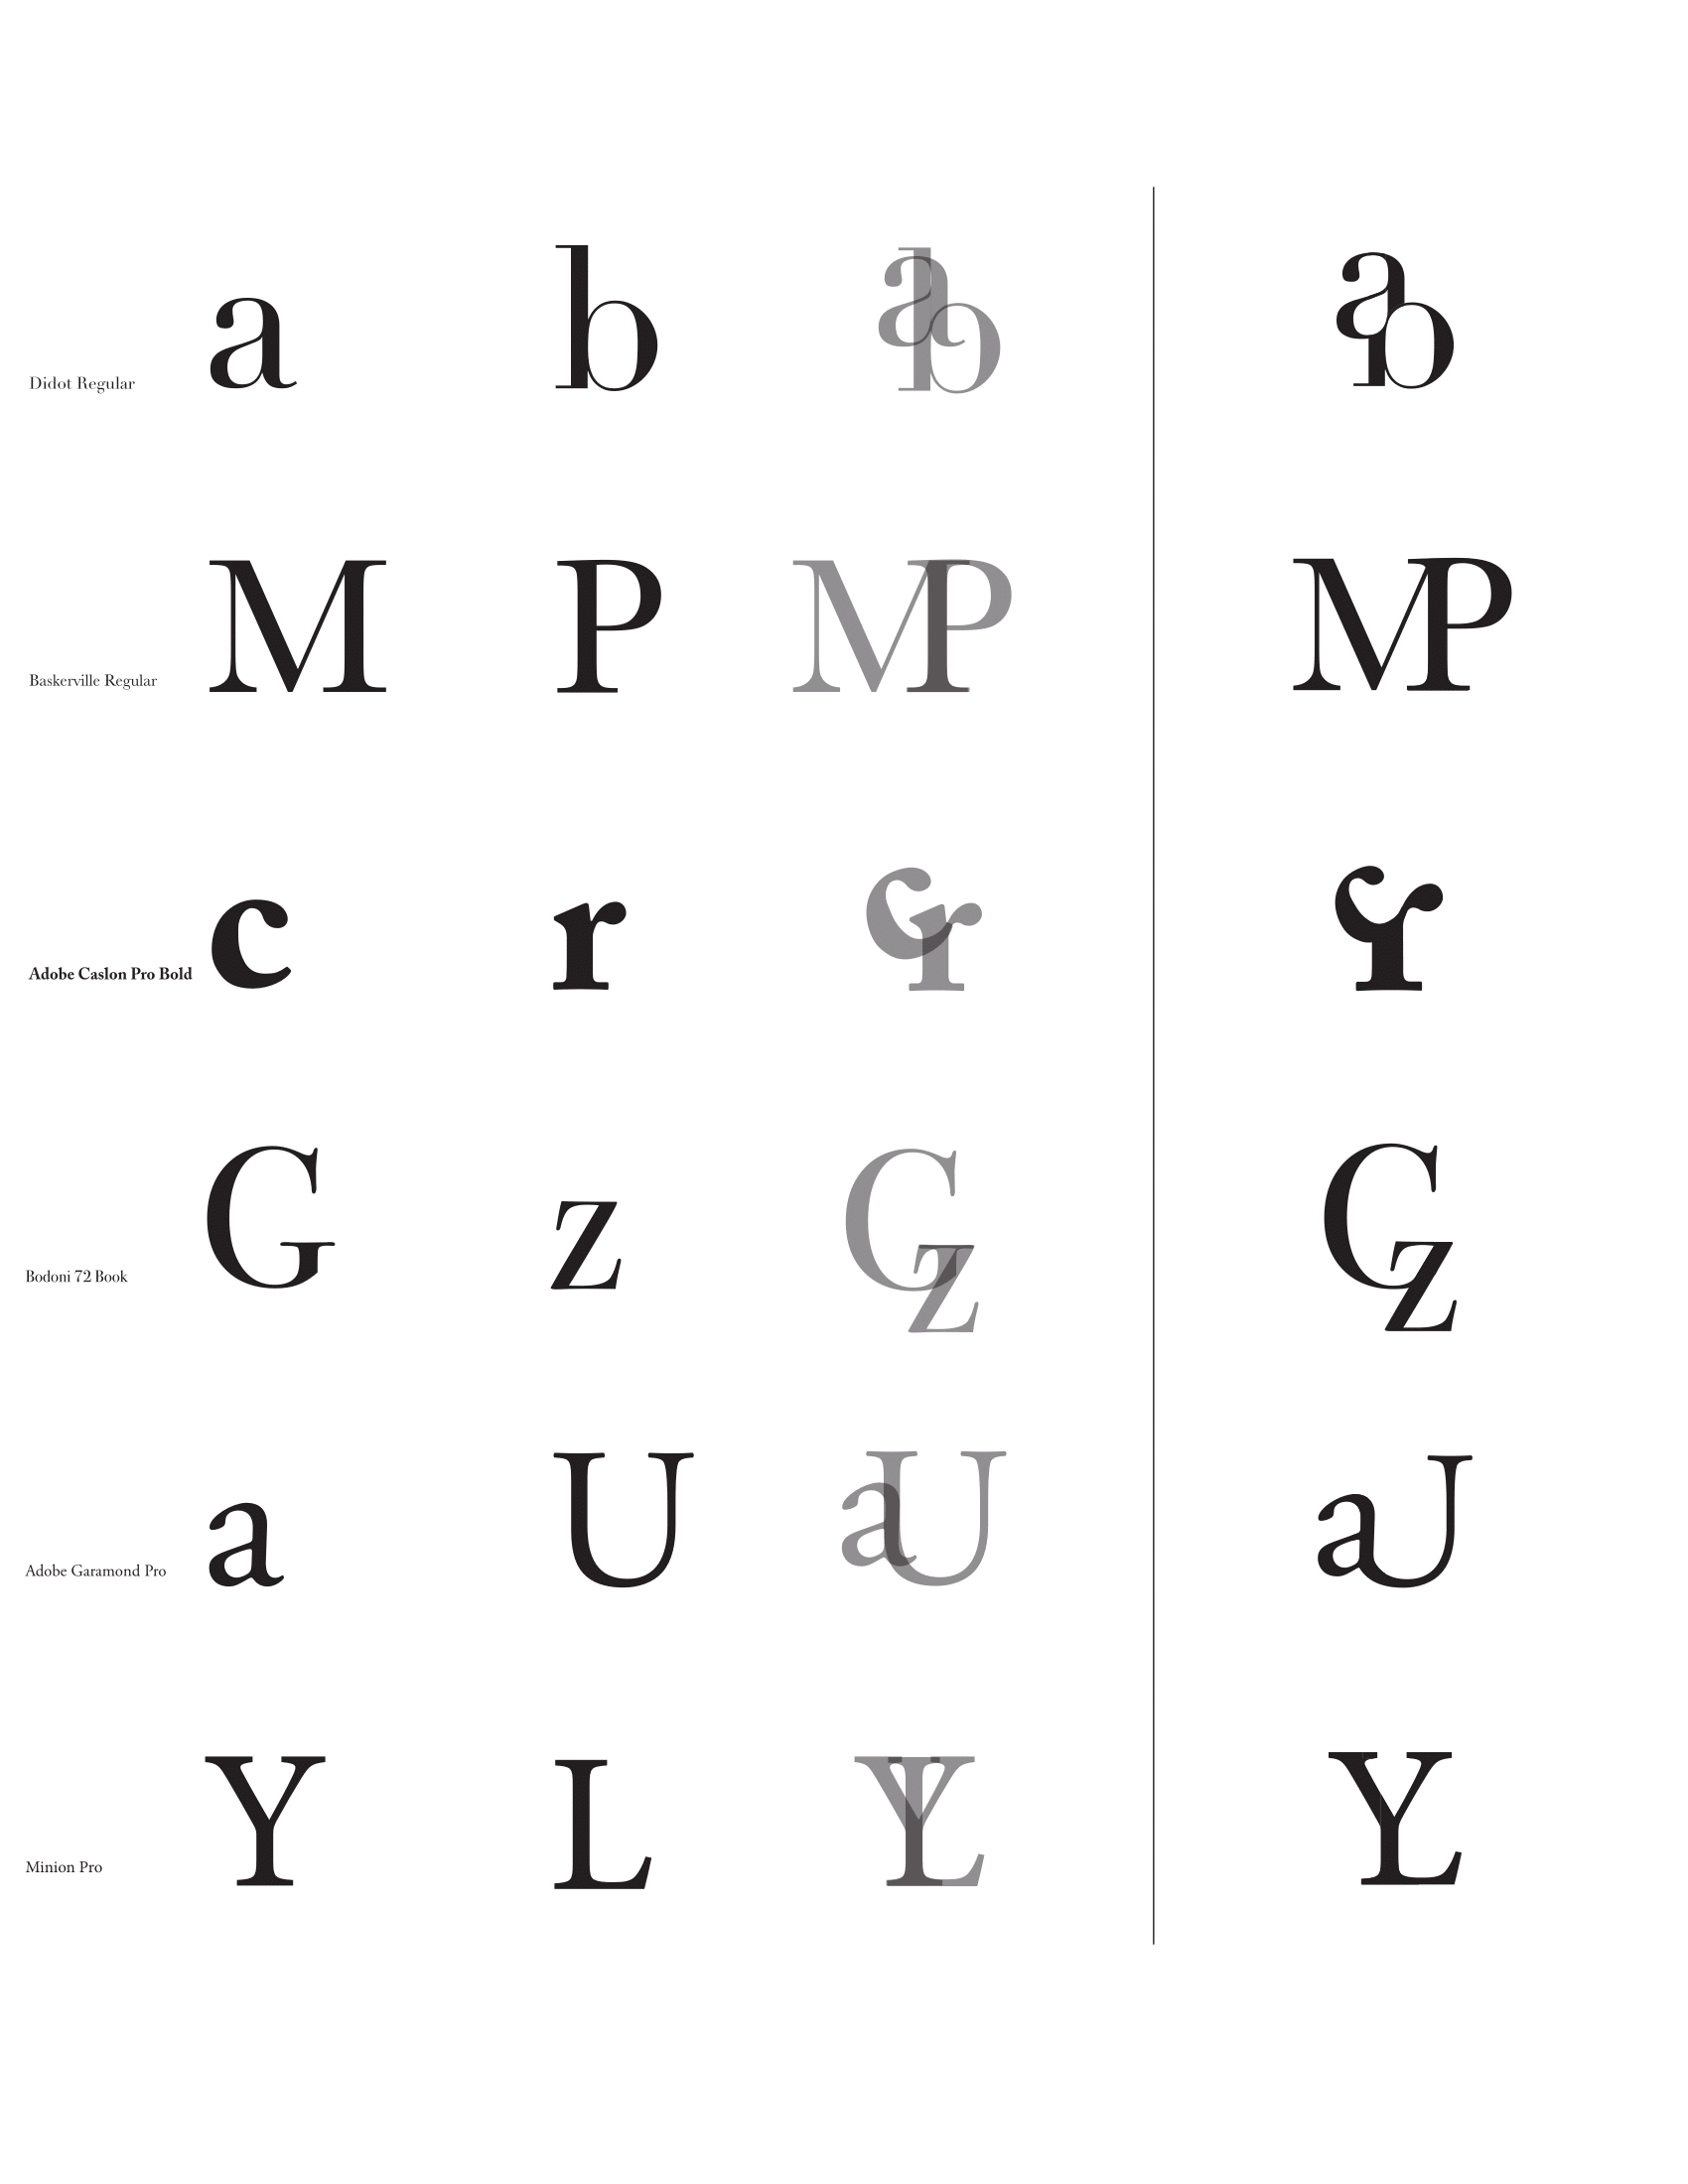 Didot Regular a b ab ab
Baskerville Regular M P MP MP
Adobe Caslon Pro Bold c r cr cr
Bodoni 72 Book G z Gz Gz
Adobe Garamond Pro a U aU aU
Minion Pro Y L YL YL